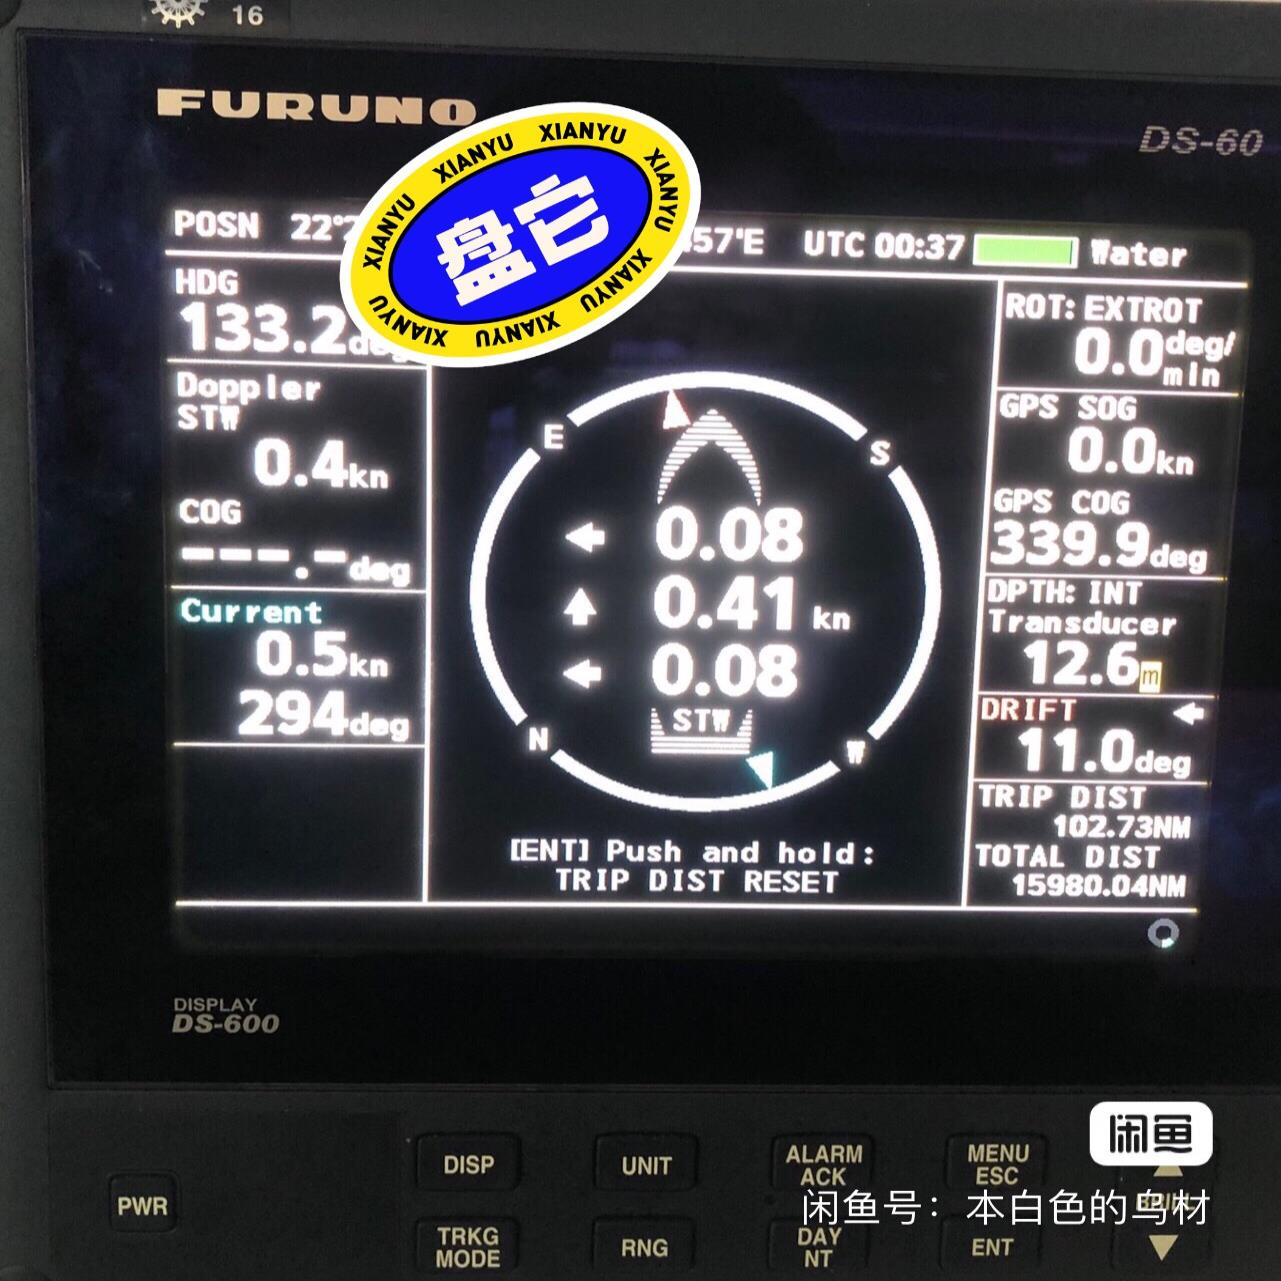 16
FURUNO
DS-60
XIANYU XIANYU XIANYU XIANYU XIANYU XIANYU XIANYU XIANYU
盘它
POSN 22°2
57'E UTC 00:37 Water
HDG
133.2deg
Doppler
STW
0.4kn
COG
---.-deg
Current
0.5kn
294deg
E
S
N
W
0.08
0.41 kn
0.08
STW
[ENT] Push and hold:
TRIP DIST RESET
ROT: EXTROT
0.0deg/min
GPS SOG
0.0kn
GPS COG
339.9deg
DPTH: INT
Transducer
12.6m
DRIFT
11.0deg
TRIP DIST
102.73NM
TOTAL DIST
15980.04NM
DISPLAY
DS-600
PWR
DISP
UNIT
ALARM
ACK
MENU
ESC
TRKG
MODE
RNG
DAY
NT
ENT
闲鱼
闲鱼号：本白色的鸟材